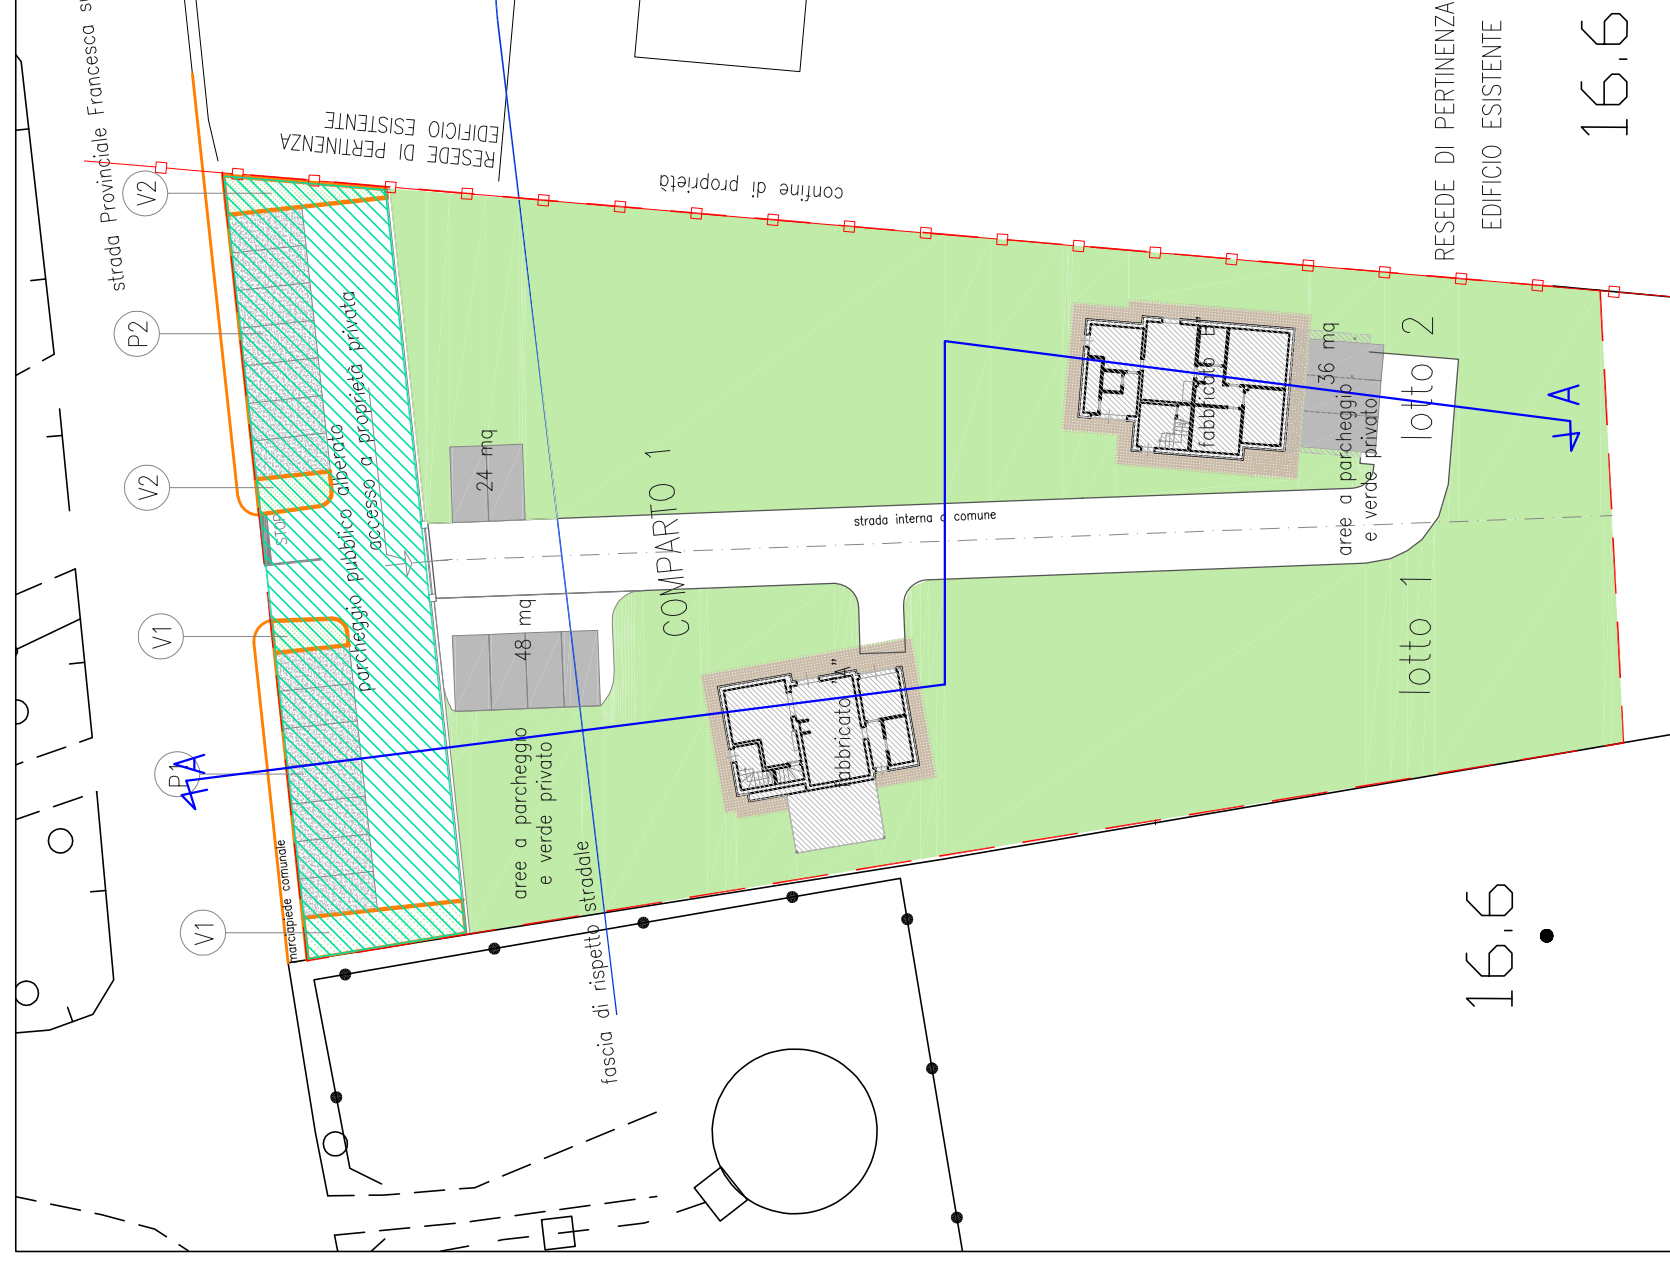 strada Provinciale Francesca
V2
P2
V2
V1
P1
V1
A
RESEDE DI PERTINENZA
EDIFICIO ESISTENTE
confine di proprietà
RESEDE DI PERTINENZA
EDIFICIO ESISTENTE
16.6
parcheggio pubblico alberato
accesso a proprietà privata
STOP
24 mq
48 mq
COMPARTO 1
strada interna a comune
fabbricato "B"
36 mq
aree a parcheggio
e verde privato
lotto 2
A
lotto 1
abbricato "A"
aree a parcheggio
e verde privato
marciapiede comunale
fascia di rispetto stradale
16.6